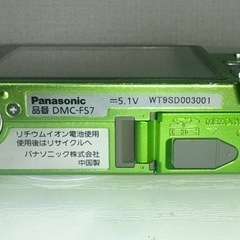 Panasonic
品番 DMC-FS7 ⎓5.1V WT9SD003001
リチウムイオン電池使用
使用後はリサイクルへ
パナソニック株式会社
中国製